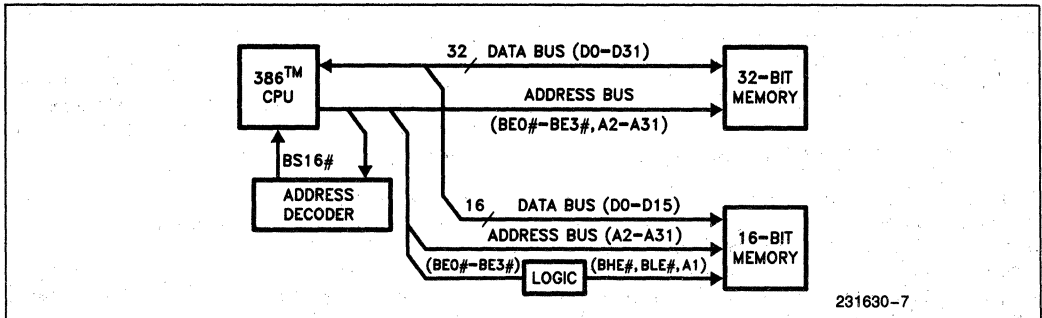 32 DATA BUS (D0–D31)
386™
CPU
32-BIT
MEMORY
ADDRESS BUS
(BE0#–BE3#, A2–A31)
BS16#
ADDRESS
DECODER
16 DATA BUS (D0–D15)
ADDRESS BUS (A2–A31)
16-BIT
MEMORY
(BE0#–BE3#)
LOGIC
(BHE#, BLE#, A1)
231630–7